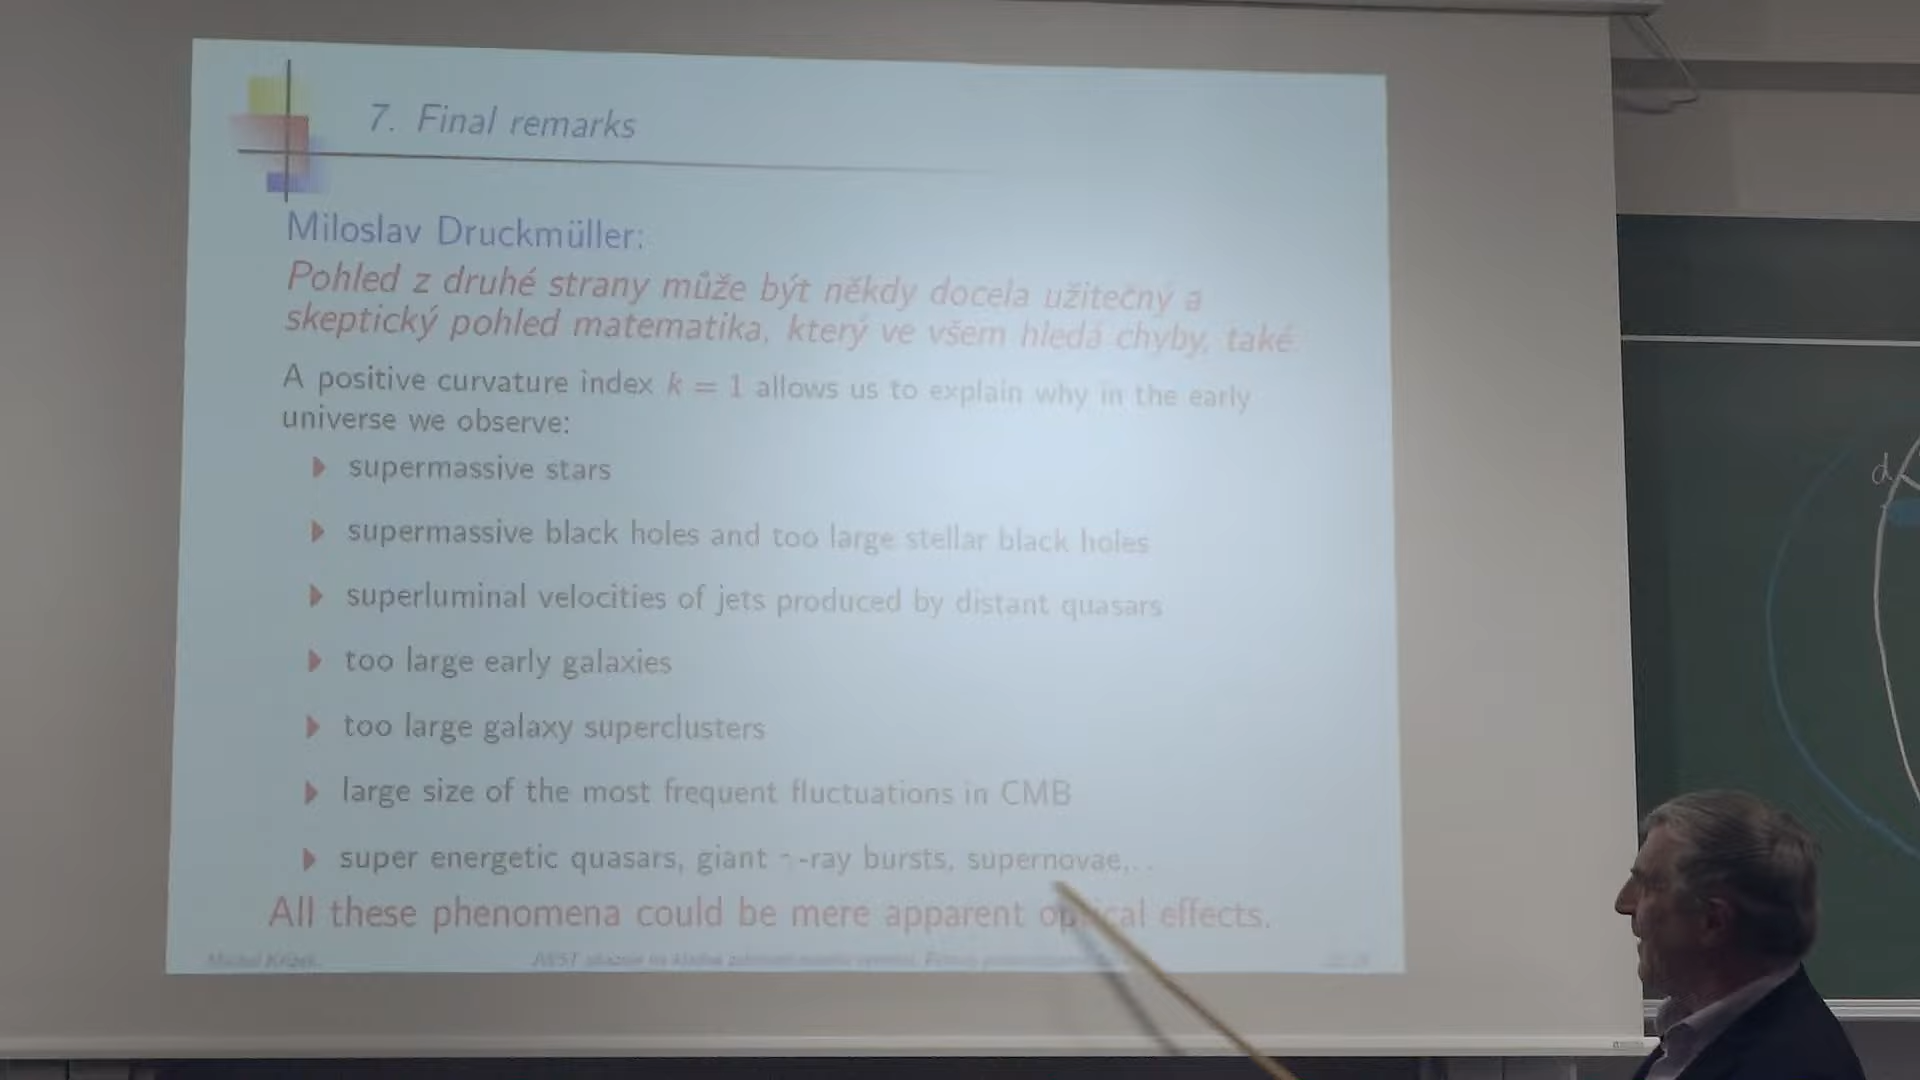 7. Final remarks
Miloslav Druckmüller:
Pohled z druhé strany může být někdy docela užitečný a
skeptický pohled matematika, který ve všem hledá chyby, také.
A positive curvature index k = 1 allows us to explain why in the early
universe we observe:
supermassive stars
supermassive black holes and too large stellar black holes
superluminal velocities of jets produced by distant quasars
too large early galaxies
too large galaxy superclusters
large size of the most frequent fluctuations in CMB
super energetic quasars, giant γ-ray bursts, supernovae,..
All these phenomena could be mere apparent optical effects.
Michal Křížek
d